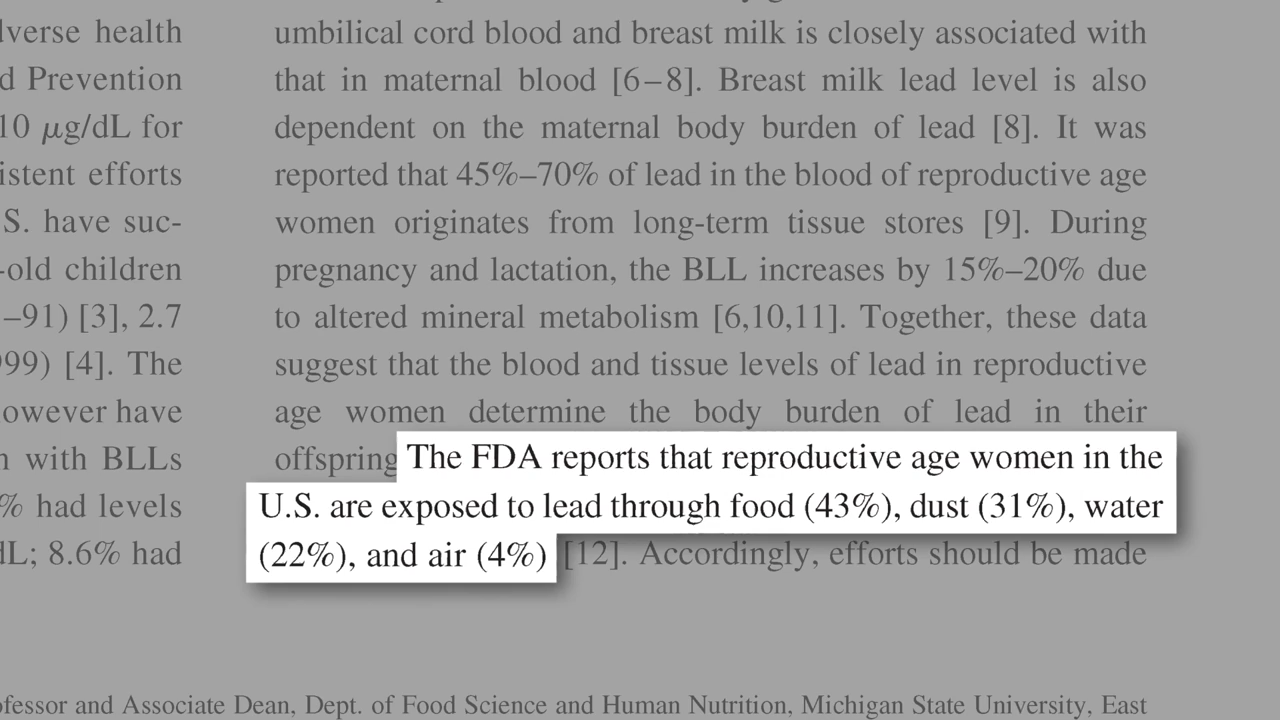 dverse health
d Prevention
10 μg/dL for
istent efforts
S. have suc-
-old children
–91) [3], 2.7
99) [4]. The
owever have
n with BLLs
% had levels
dL; 8.6% had
umbilical cord blood and breast milk is closely associated with
that in maternal blood [6–8]. Breast milk lead level is also
dependent on the maternal body burden of lead [8]. It was
reported that 45%–70% of lead in the blood of reproductive age
women originates from long-term tissue stores [9]. During
pregnancy and lactation, the BLL increases by 15%–20% due
to altered mineral metabolism [6,10,11]. Together, these data
suggest that the blood and tissue levels of lead in reproductive
age women determine the body burden of lead in their
offspring The FDA reports that reproductive age women in the
U.S. are exposed to lead through food (43%), dust (31%), water
(22%), and air (4%) [12]. Accordingly, efforts should be made
ofessor and Associate Dean, Dept. of Food Science and Human Nutrition, Michigan State University, East